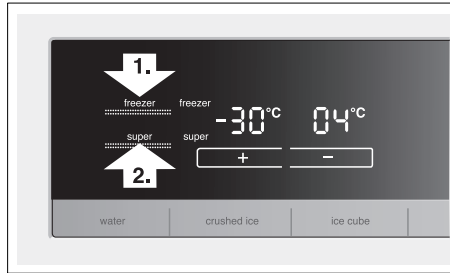 1.
freezer freezer
-30°C 04°C
super super
+ −
2.
water crushed ice ice cube